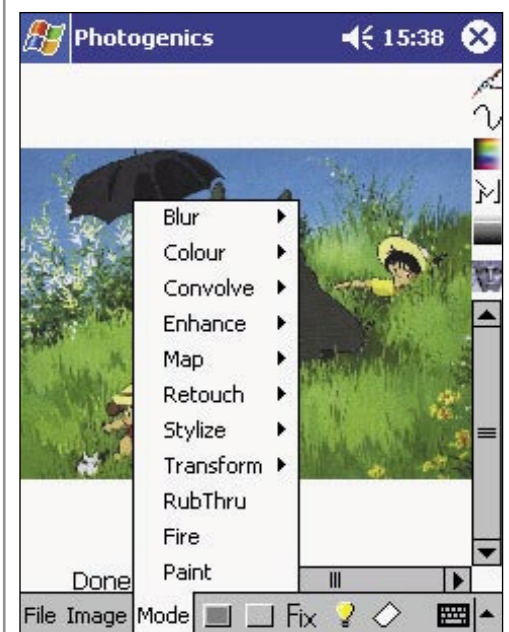 Photogenics 15:38
Blur
Colour
Convolve
Enhance
Map
Retouch
Stylize
Transform
RubThru
Fire
Paint
Done
File Image Mode Fix